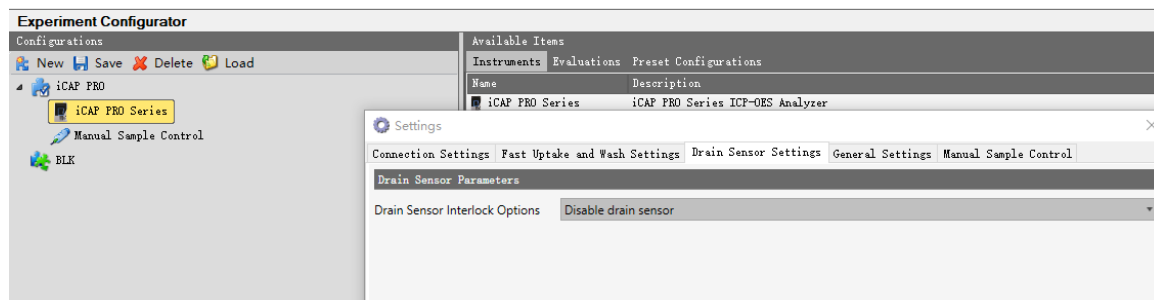 Experiment Configurator
Configurations
New Save Delete Load
iCAP PRO
iCAP PRO Series
Manual Sample Control
BLK
Available Items
Instruments Evaluations Preset Configurations
Name Description
iCAP PRO Series iCAP PRO Series ICP-OES Analyzer
Settings
Connection Settings Fast Uptake and Wash Settings Drain Sensor Settings General Settings Manual Sample Control
Drain Sensor Parameters
Drain Sensor Interlock Options Disable drain sensor